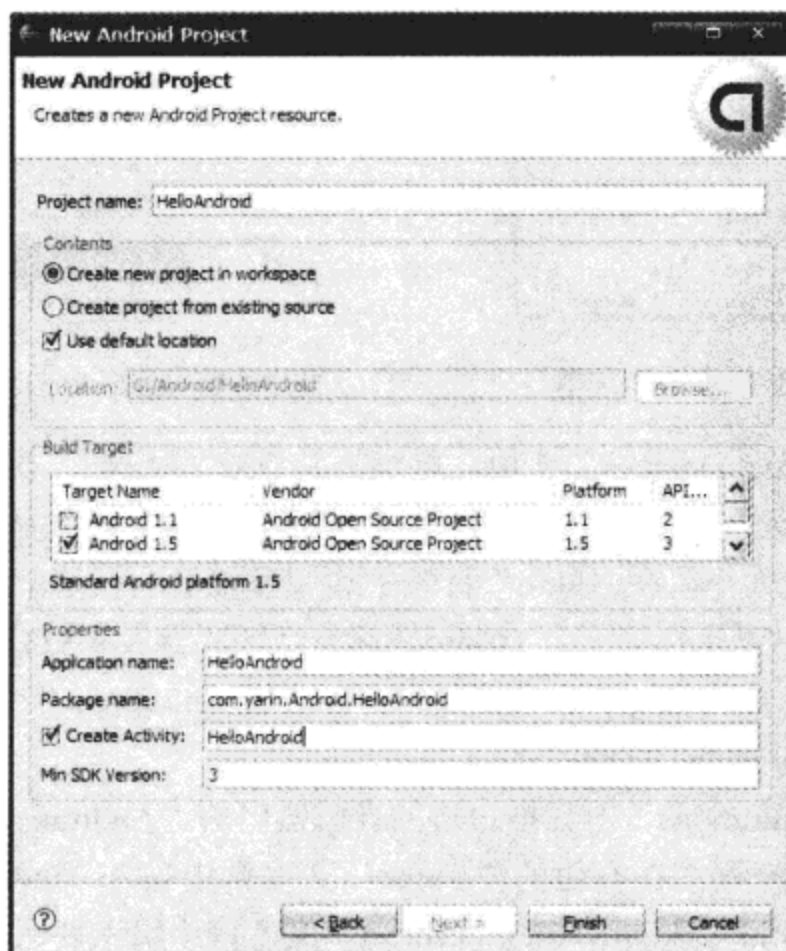 New Android Project
New Android Project
Creates a new Android Project resource.
Project name: HelloAndroid
Contents
Create new project in workspace
Create project from existing source
Use default location
Location: G:/Android/HelloAndroid Browse...
Build Target
Target Name Vendor Platform API...
Android 1.1 Android Open Source Project 1.1 2
Android 1.5 Android Open Source Project 1.5 3
Standard Android platform 1.5
Properties
Application name: HelloAndroid
Package name: com.yarin.Android.HelloAndroid
Create Activity: HelloAndroid
Min SDK Version: 3
? < Back Next > Finish Cancel